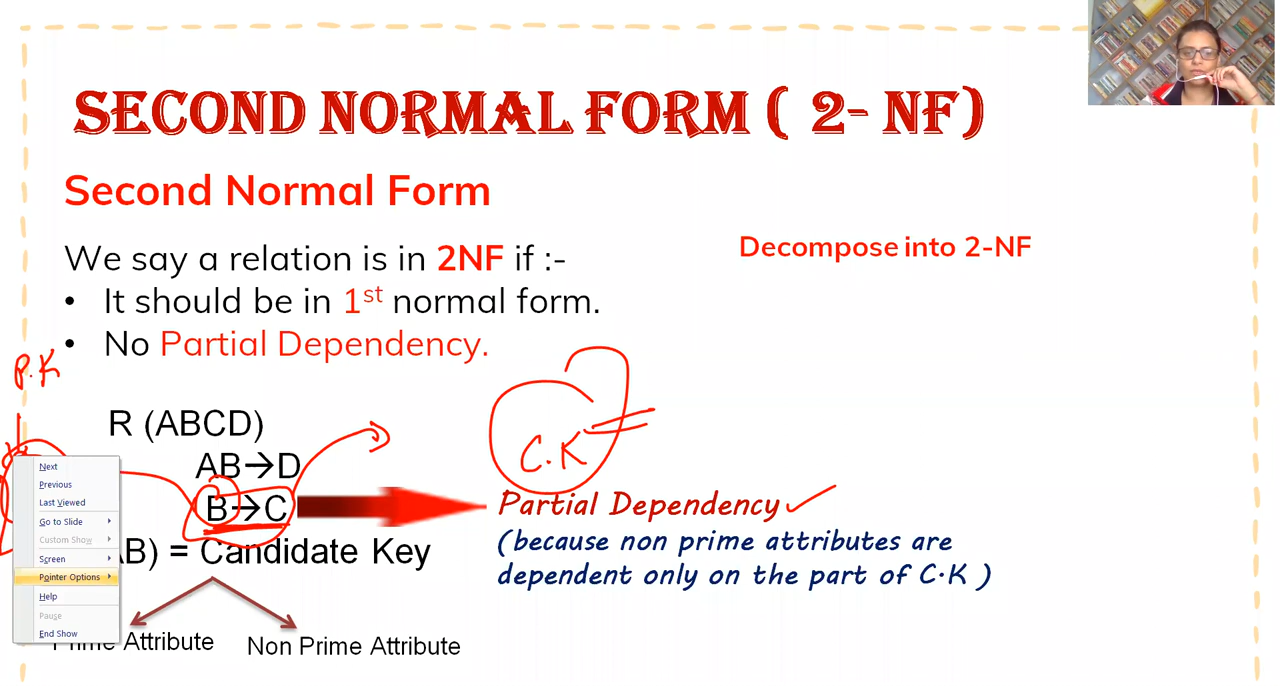 SECOND NORMAL FORM ( 2- NF)
Second Normal Form
We say a relation is in 2NF if :-
Decompose into 2-NF
• It should be in 1st normal form.
• No Partial Dependency.
P.K
R (ABCD)
AB→D
C.K
B→C
Partial Dependency
(because non prime attributes are
dependent only on the part of C.K )
AB) = Candidate Key
Prime Attribute
Non Prime Attribute
Next
Previous
Last Viewed
Go to Slide
Custom Show
Screen
Pointer Options
Help
Pause
End Show